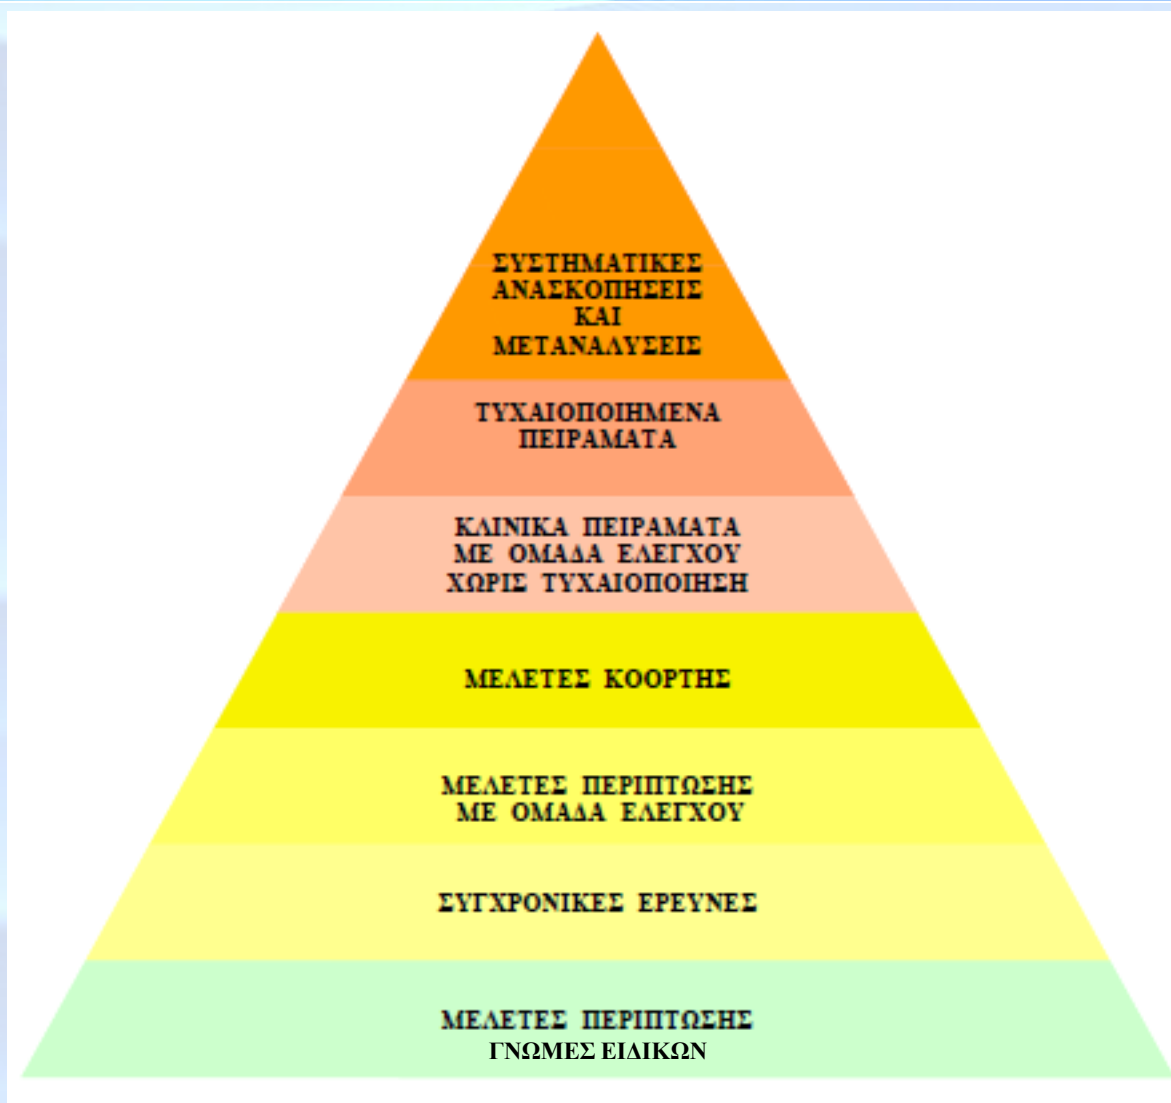 ΣΥΣΤΗΜΑΤΙΚΕΣ
ΑΝΑΣΚΟΠΗΣΕΙΣ
ΚΑΙ
ΜΕΤΑΝΑΛΥΣΕΙΣ
ΤΥΧΑΙΟΠΟΙΗΜΕΝΑ
ΠΕΙΡΑΜΑΤΑ
ΚΛΙΝΙΚΑ ΠΕΙΡΑΜΑΤΑ
ΜΕ ΟΜΑΔΑ ΕΛΕΓΧΟΥ
ΧΩΡΙΣ ΤΥΧΑΙΟΠΟΙΗΣΗ
ΜΕΛΕΤΕΣ ΚΟΟΡΤΗΣ
ΜΕΛΕΤΕΣ ΠΕΡΙΠΤΩΣΗΣ
ΜΕ ΟΜΑΔΑ ΕΛΕΓΧΟΥ
ΣΥΓΧΡΟΝΙΚΕΣ ΕΡΕΥΝΕΣ
ΜΕΛΕΤΕΣ ΠΕΡΙΠΤΩΣΗΣ
ΓΝΩΜΕΣ ΕΙΔΙΚΩΝ